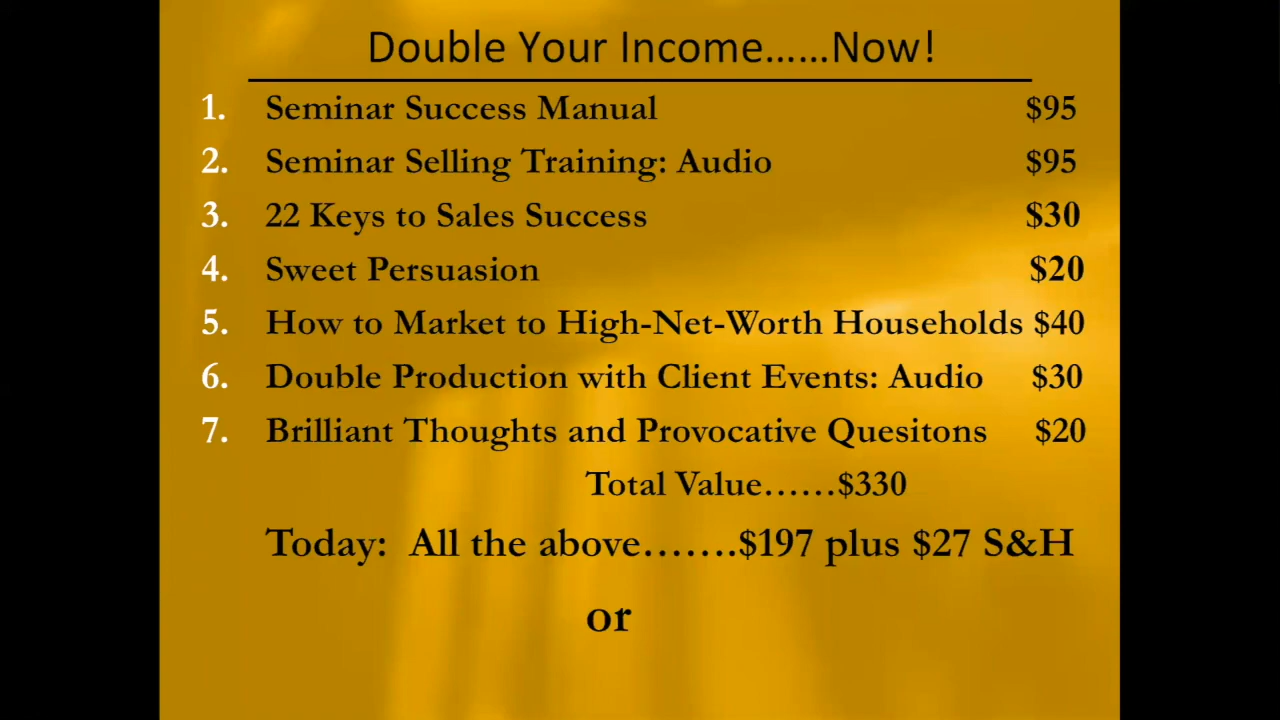 Double Your Income……Now!
1. Seminar Success Manual $95
2. Seminar Selling Training: Audio $95
3. 22 Keys to Sales Success $30
4. Sweet Persuasion $20
5. How to Market to High-Net-Worth Households $40
6. Double Production with Client Events: Audio $30
7. Brilliant Thoughts and Provocative Quesitons $20
Total Value……$330
Today: All the above…….$197 plus $27 S&H
or